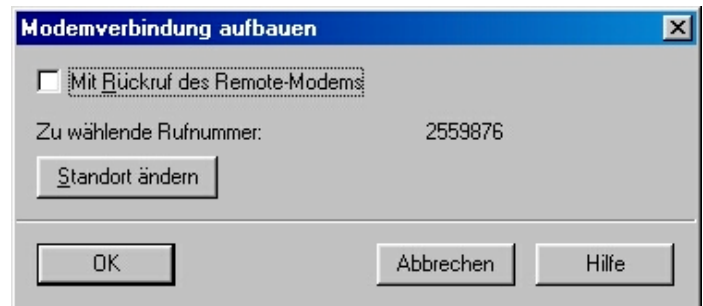 Modemverbindung aufbauen
Mit Rückruf des Remote-Modems
Zu wählende Rufnummer: 2559876
Standort ändern
OK Abbrechen Hilfe